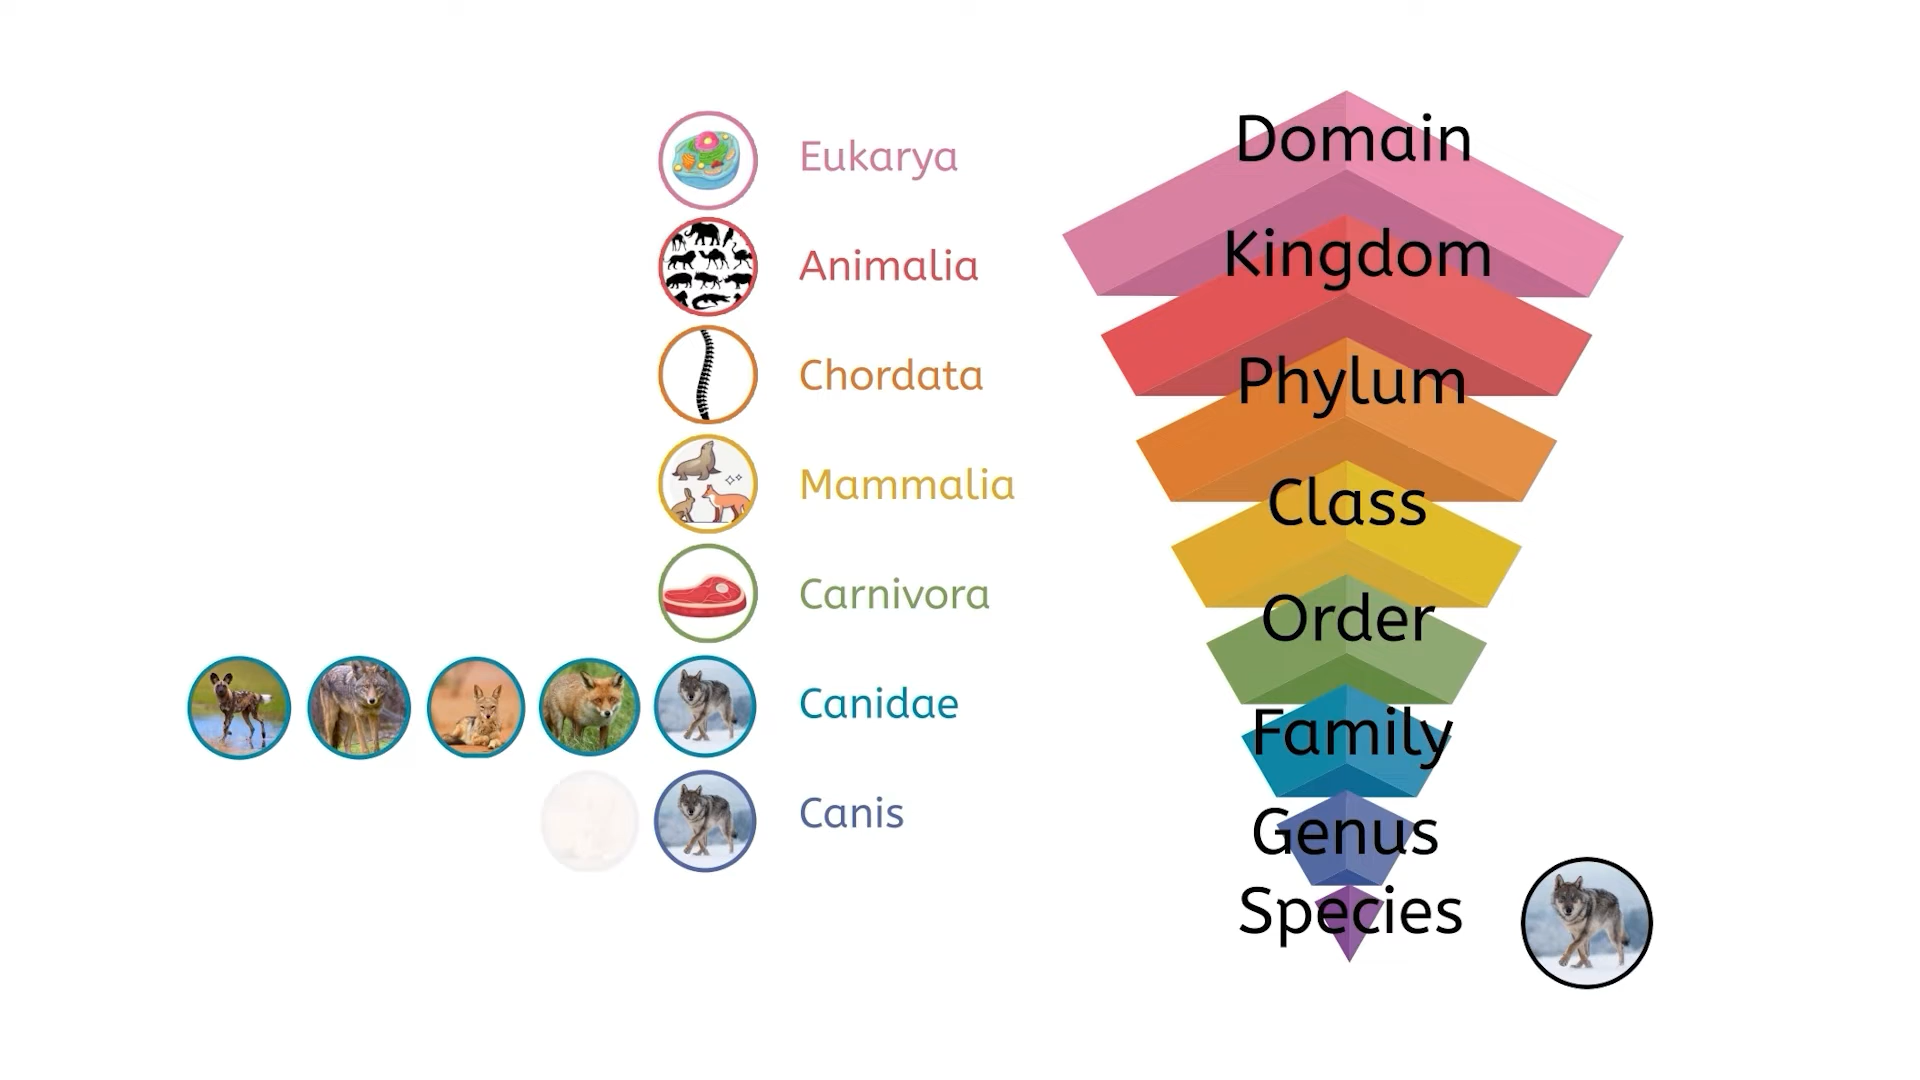 Eukarya
Animalia
Chordata
Mammalia
Carnivora
Canidae
Canis
Domain
Kingdom
Phylum
Class
Order
Family
Genus
Species